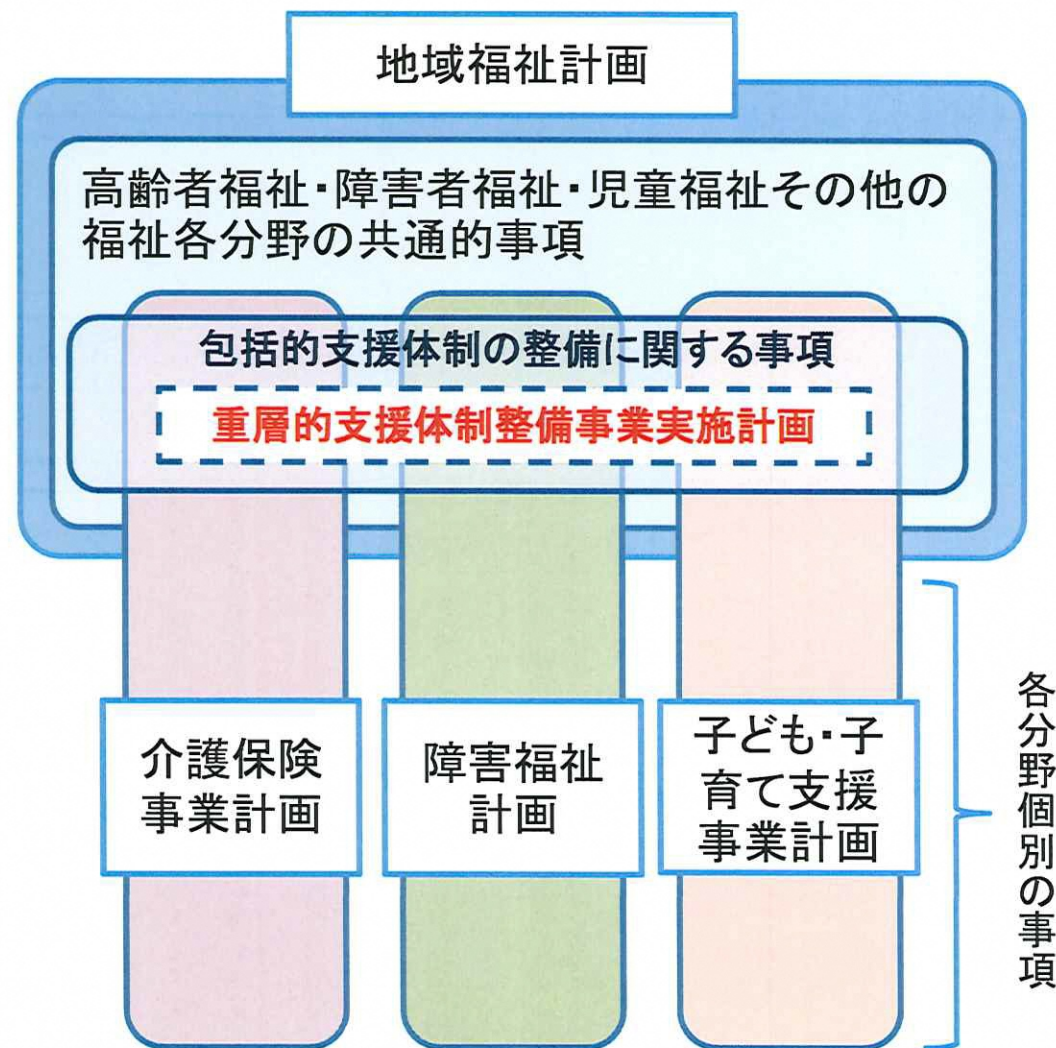 地域福祉計画
高齢者福祉・障害者福祉・児童福祉その他の
福祉各分野の共通的事項
包括的支援体制の整備に関する事項
重層的支援体制整備事業実施計画
介護保険
事業計画
障害福祉
計画
子ども・子
育て支援
事業計画
各分野個別の事項